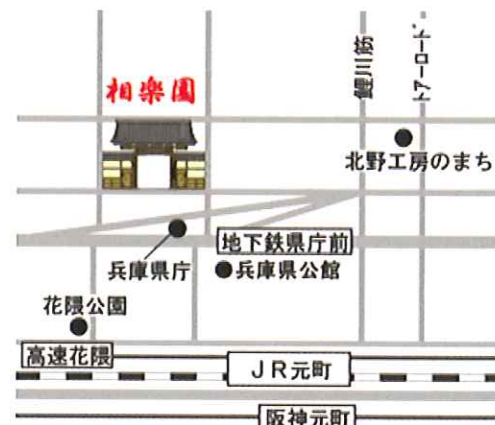 相楽園
鯉川筋
トアーロード
北野工房のまち
地下鉄県庁前
兵庫県庁
兵庫県公館
花隈公園
高速花隈
JR元町
阪神元町